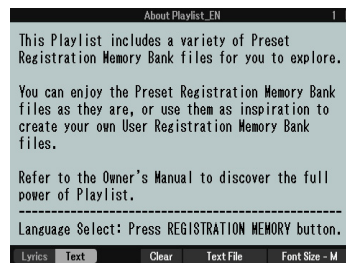 About Playlist_EN 1
This Playlist includes a variety of Preset
Registration Memory Bank files for you to explore.
You can enjoy the Preset Registration Memory Bank
files as they are, or use them as inspiration to
create your own User Registration Memory Bank
files.
Refer to the Owner's Manual to discover the full
power of Playlist.
--------------------------------------------------
Language Select: Press REGISTRATION MEMORY button.
Lyrics Text Clear Text File Font Size - M